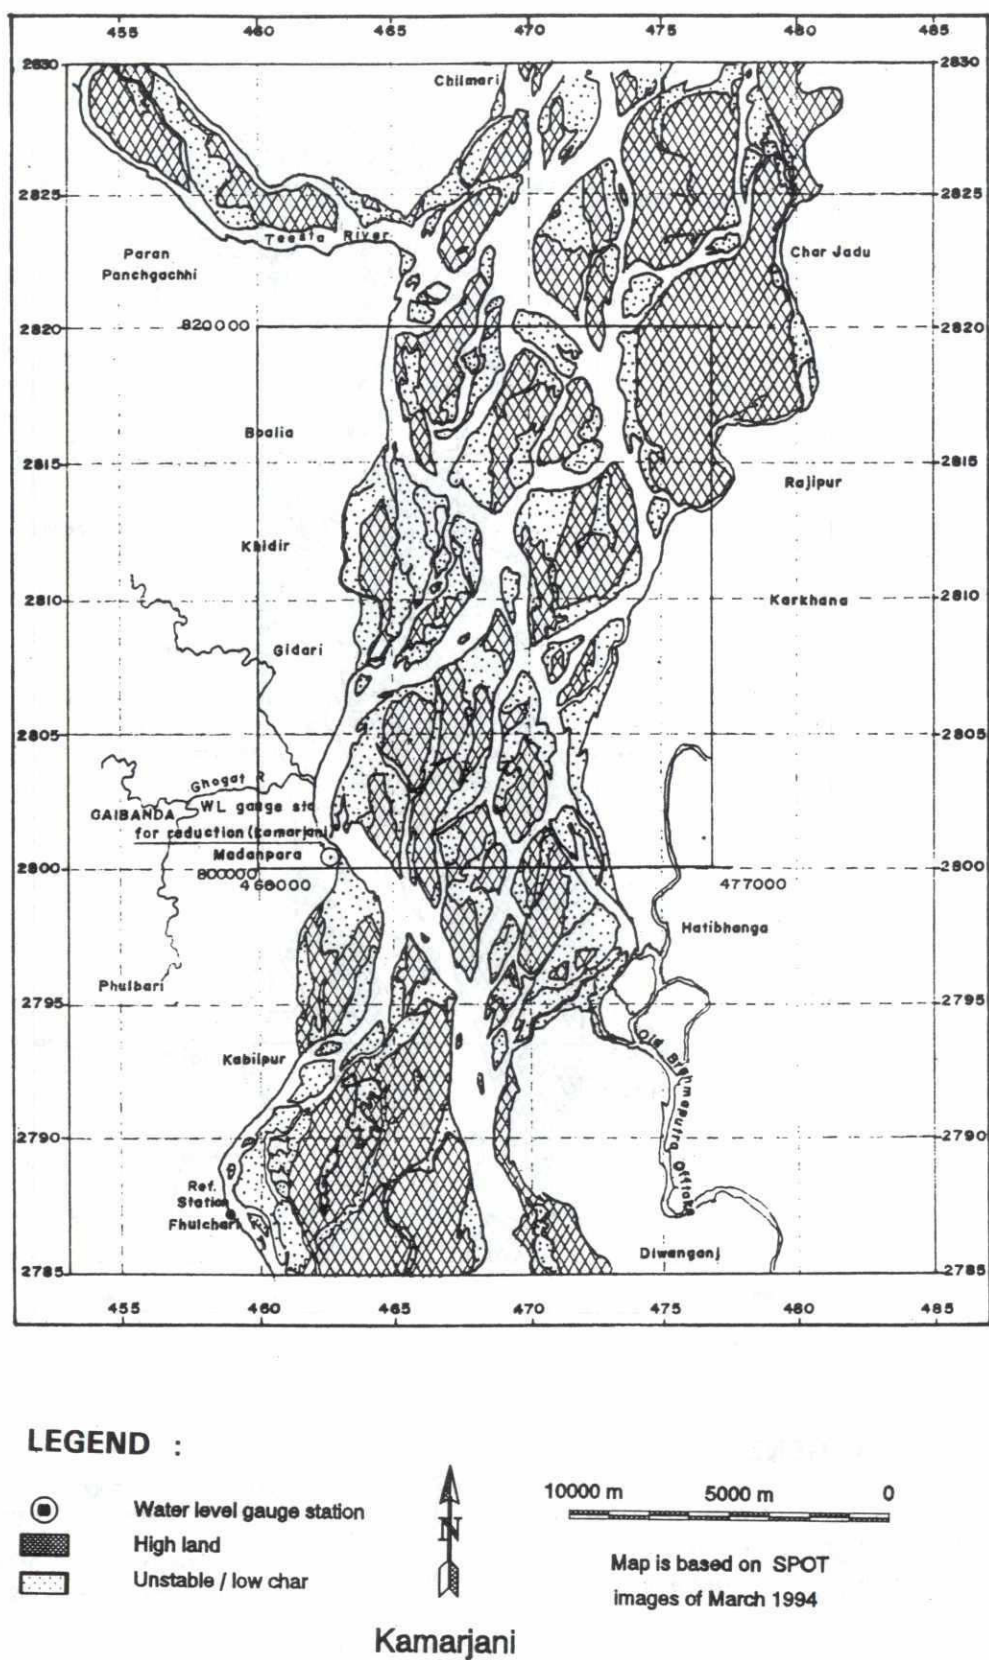 455 460 465 470 475 480
2830 2830
Chilmari
2825 2825
Teesta River
Paran
Panchgachhi
Char Jadu
2820 820000 2820
Boalia
2815 2815
Rajipur
Khidir
2810 2810
Karkhana
Gidari
2805 2805
Ghogat R.
GAIBANDA WL gauge sta
for reduction (kamarjani)
Madanpara
2800 800000 2800
460000 477000
Hatibhanga
Phulbari
2795 2795
Kabilpur
Old Brahmaputra Offtake
2790 2790
Ref.
Station
Fhulchari
Diwanganj
2785 2785
455 460 465 470 475 480 485
LEGEND :
Water level gauge station
High land
Unstable / low char
N
10000 m 5000 m 0
Map is based on SPOT
images of March 1994
Kamarjani